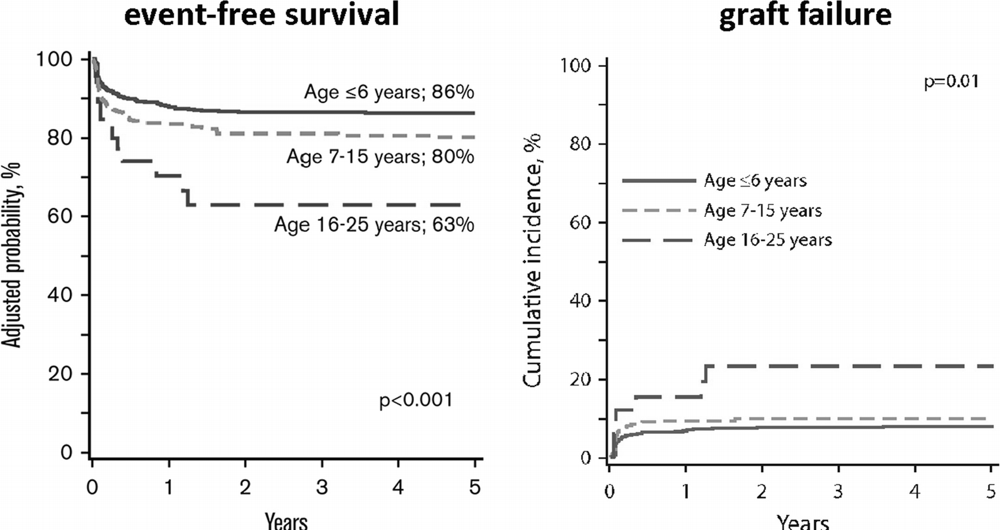 event-free survival
Adjusted probability, %
100
80
60
40
20
0
Age ≤6 years; 86%
Age 7-15 years; 80%
Age 16-25 years; 63%
p<0.001
0 1 2 3 4 5
Years
graft failure
Cumulative incidence, %
100
80
60
40
20
0
p=0.01
Age ≤6 years
Age 7-15 years
Age 16-25 years
0 1 2 3 4 5
Years